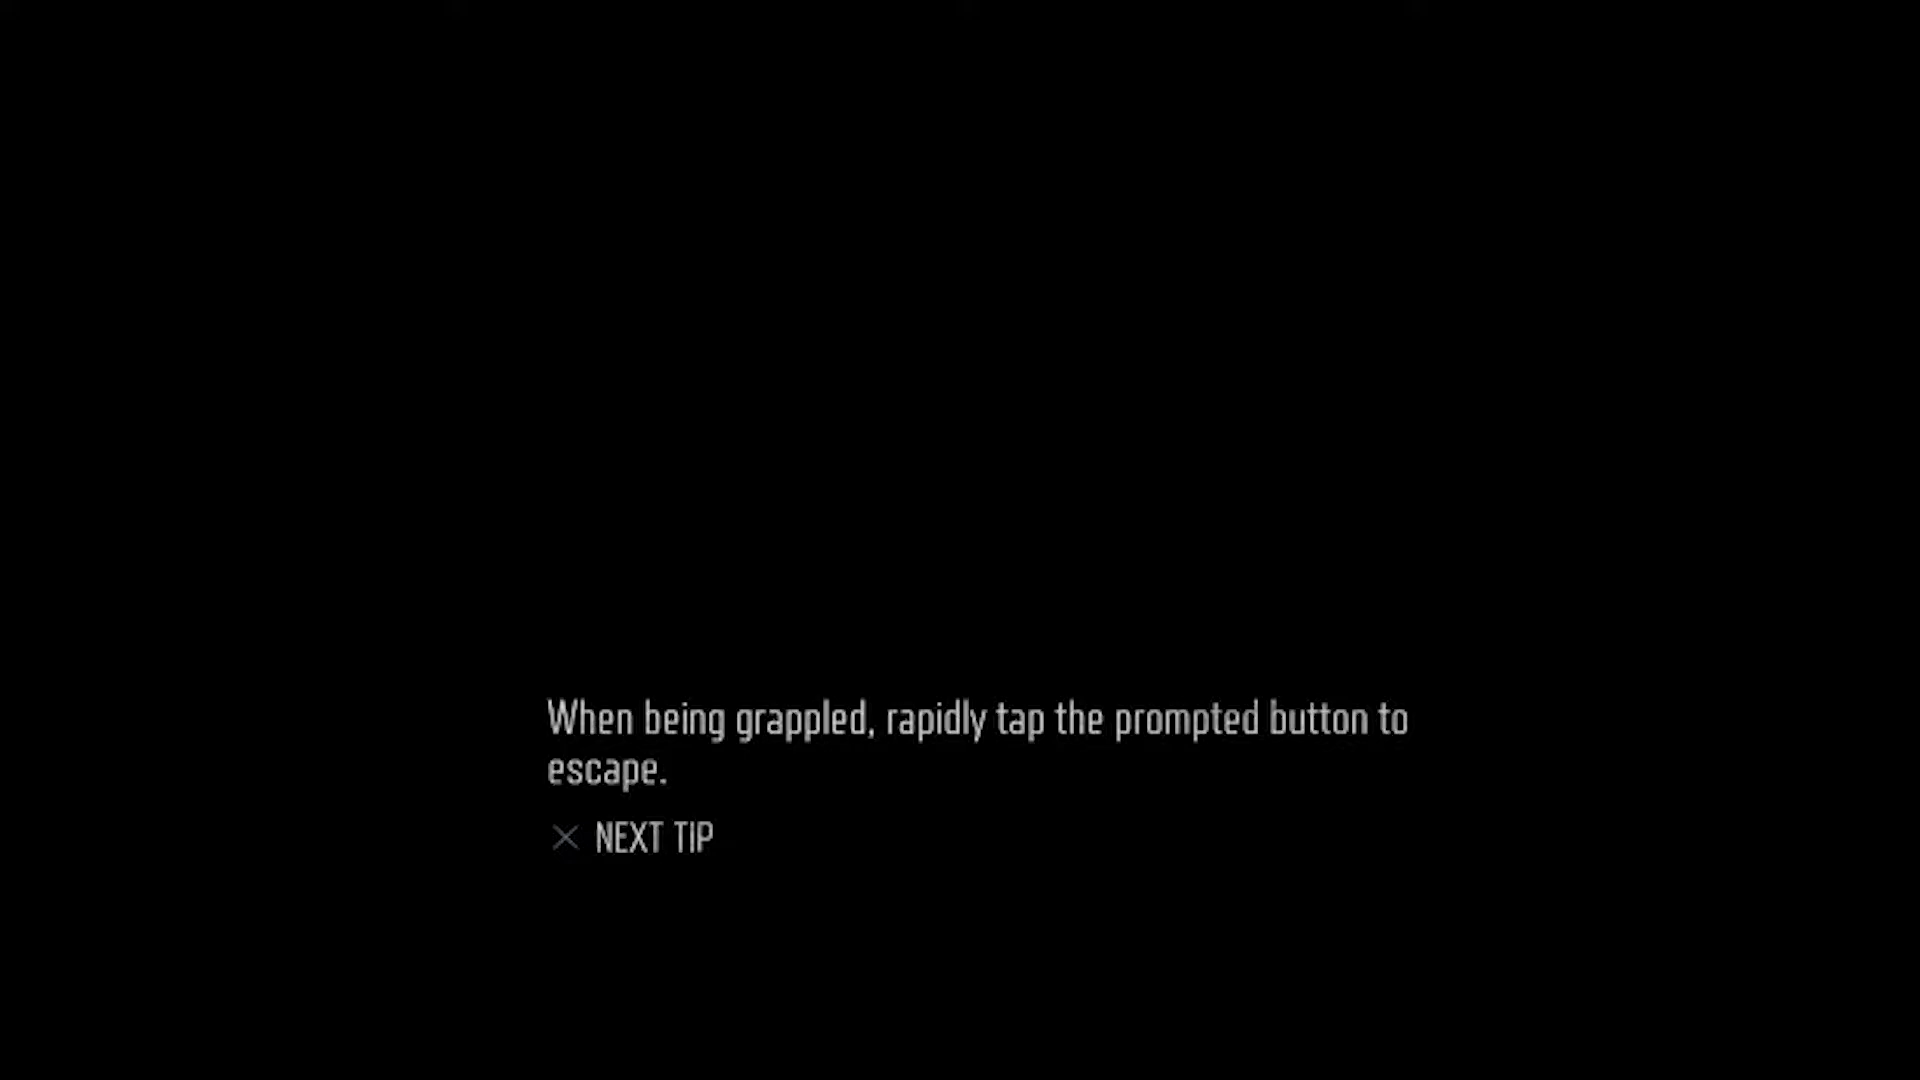 When being grappled, rapidly tap the prompted button to
escape.
NEXT TIP